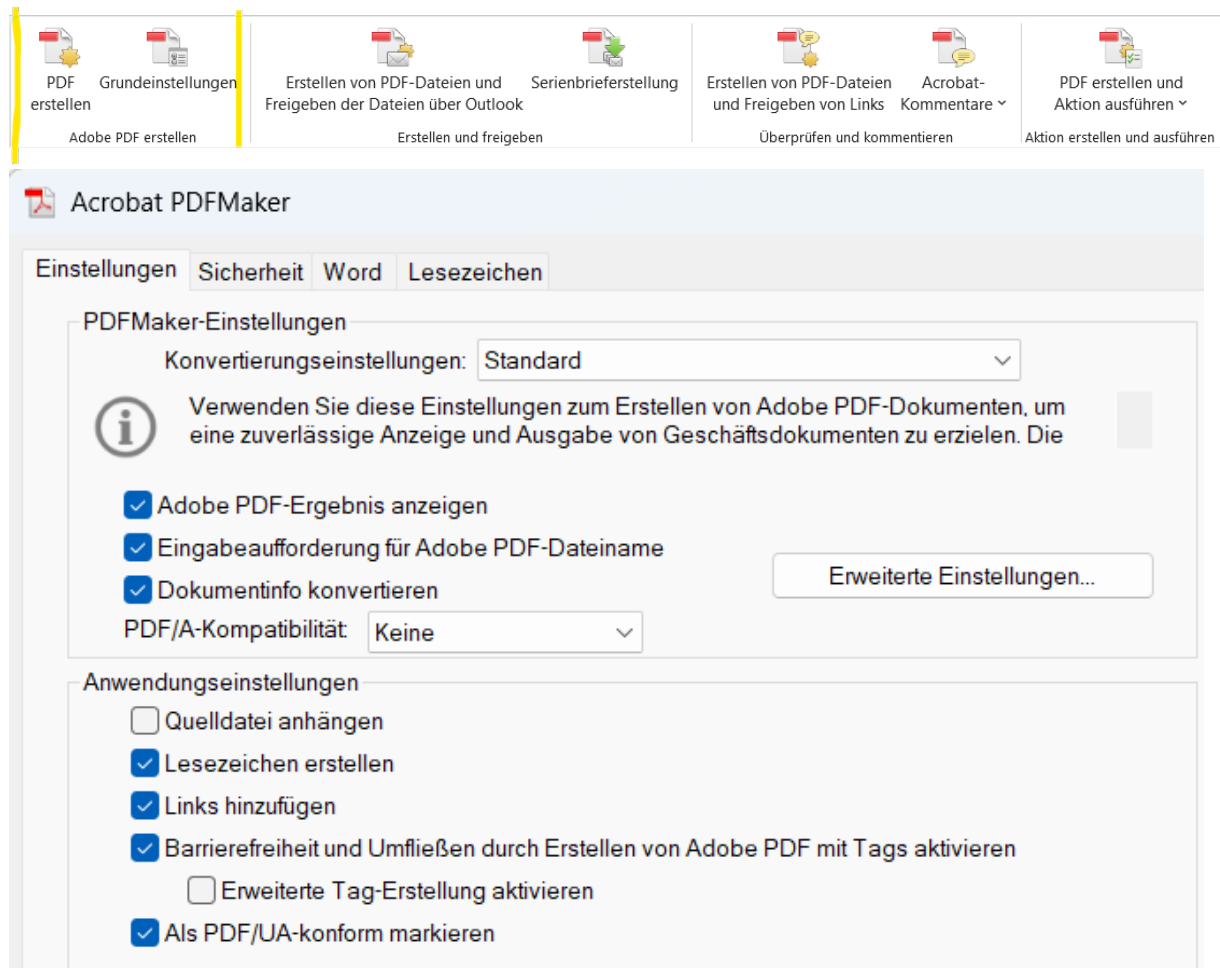 PDF erstellen
Grundeinstellungen
Adobe PDF erstellen
Erstellen von PDF-Dateien und
Freigeben der Dateien über Outlook
Serienbrieferstellung
Erstellen und freigeben
Erstellen von PDF-Dateien
und Freigeben von Links
Acrobat-
Kommentare
Überprüfen und kommentieren
PDF erstellen und
Aktion ausführen
Aktion erstellen und ausführen
Acrobat PDFMaker
Einstellungen Sicherheit Word Lesezeichen
PDFMaker-Einstellungen
Konvertierungseinstellungen: Standard
Verwenden Sie diese Einstellungen zum Erstellen von Adobe PDF-Dokumenten, um
eine zuverlässige Anzeige und Ausgabe von Geschäftsdokumenten zu erzielen. Die
Adobe PDF-Ergebnis anzeigen
Eingabeaufforderung für Adobe PDF-Dateiname
Erweiterte Einstellungen...
Dokumentinfo konvertieren
PDF/A-Kompatibilität: Keine
Anwendungseinstellungen
Quelldatei anhängen
Lesezeichen erstellen
Links hinzufügen
Barrierefreiheit und Umfließen durch Erstellen von Adobe PDF mit Tags aktivieren
Erweiterte Tag-Erstellung aktivieren
Als PDF/UA-konform markieren